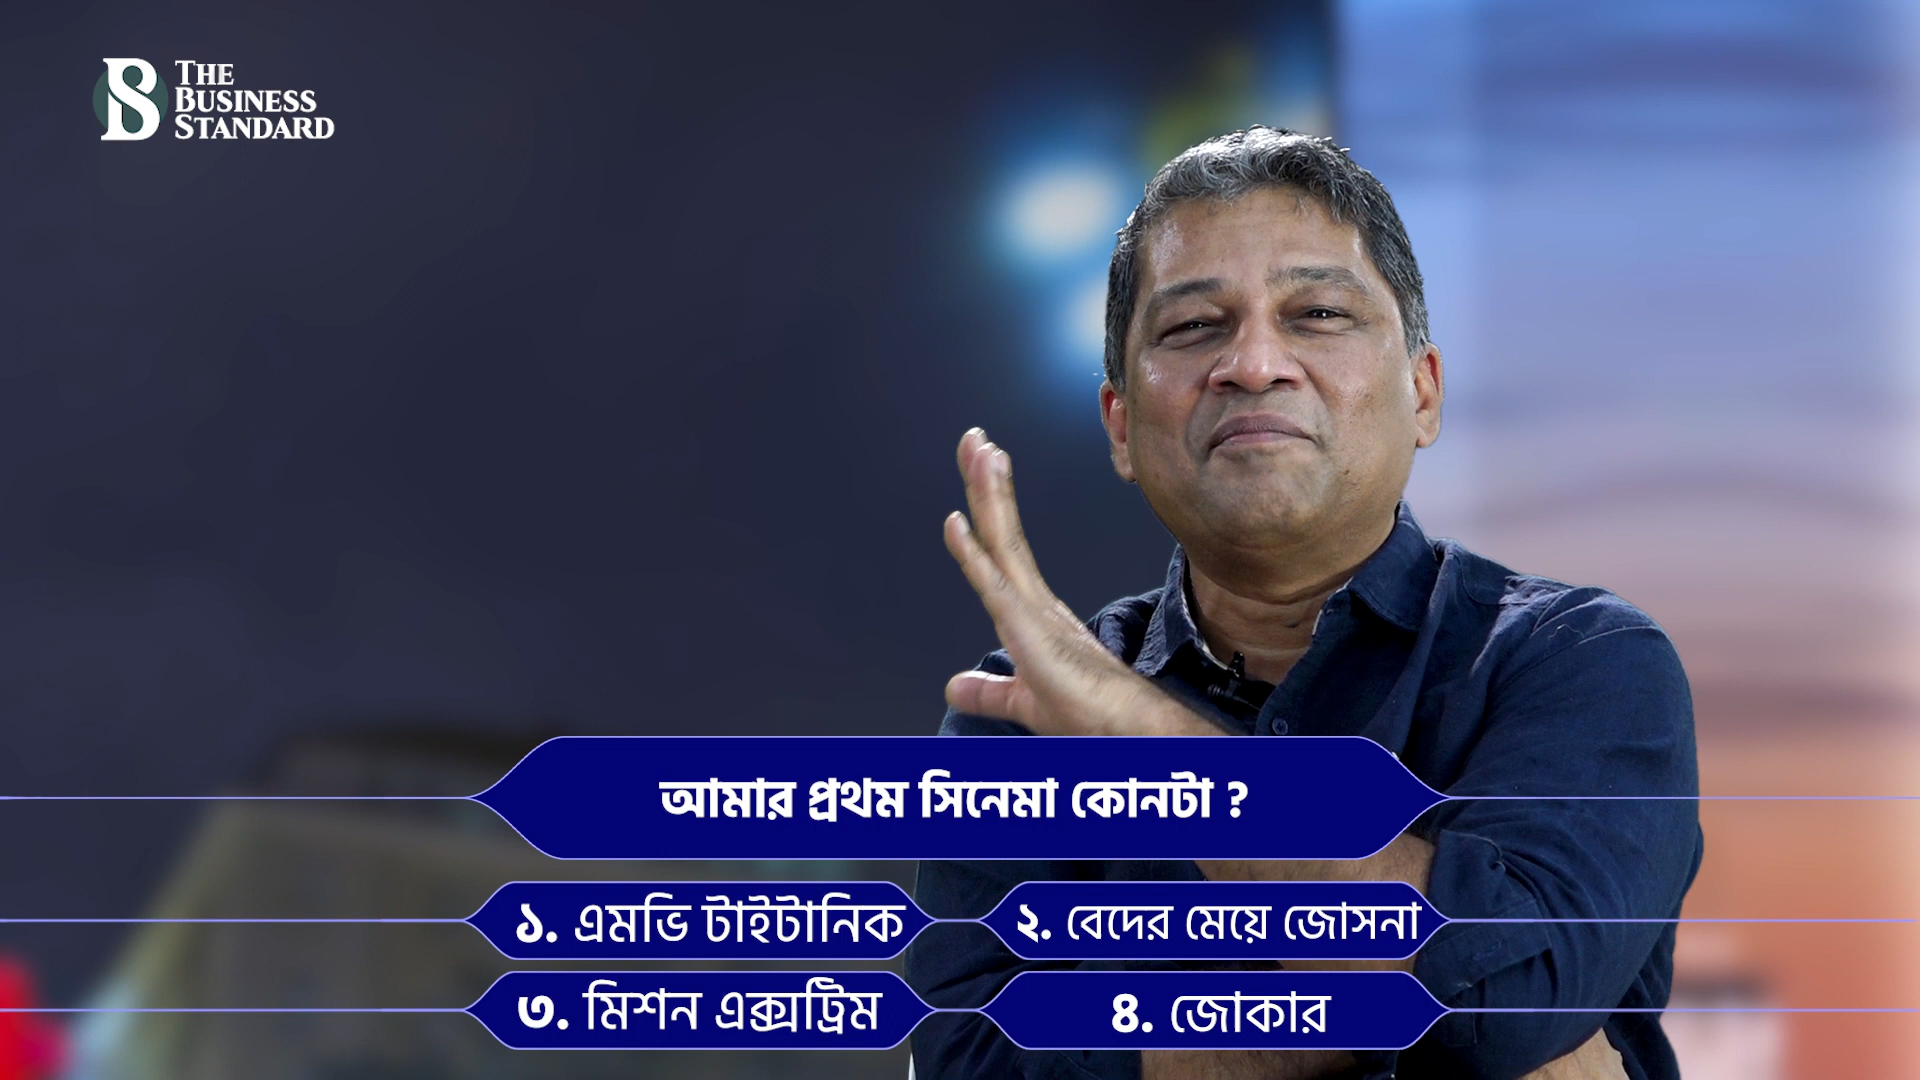 THE
BUSINESS
STANDARD
আমার প্রথম সিনেমা কোনটা ?
১. এমভি টাইটানিক
২. বেদের মেয়ে জোসনা
৩. মিশন এক্সট্রিম
৪. জোকার